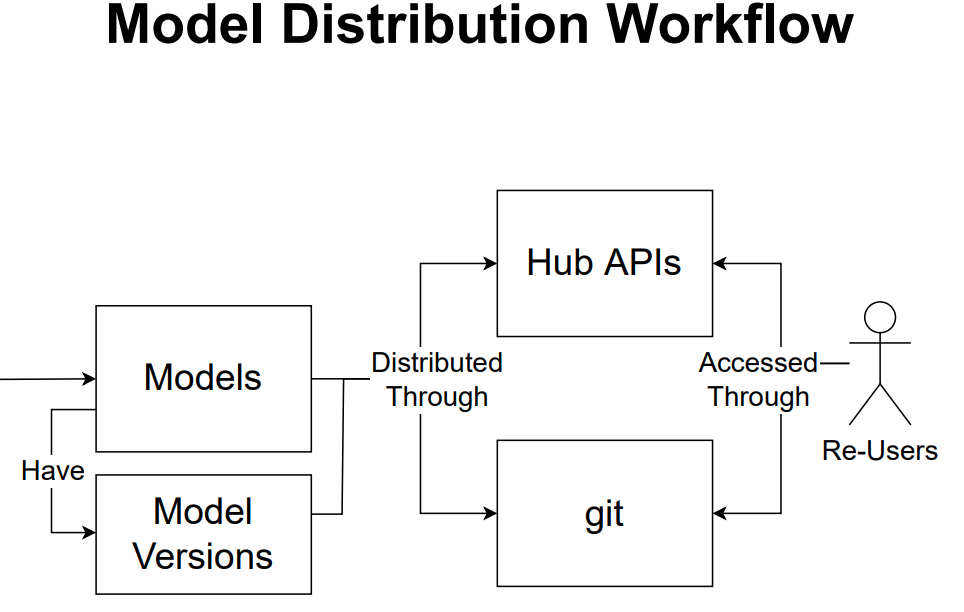 Model Distribution Workflow
Hub APIs
Models
Distributed
Through
Accessed
Through
Re-Users
Have
Model
Versions
git